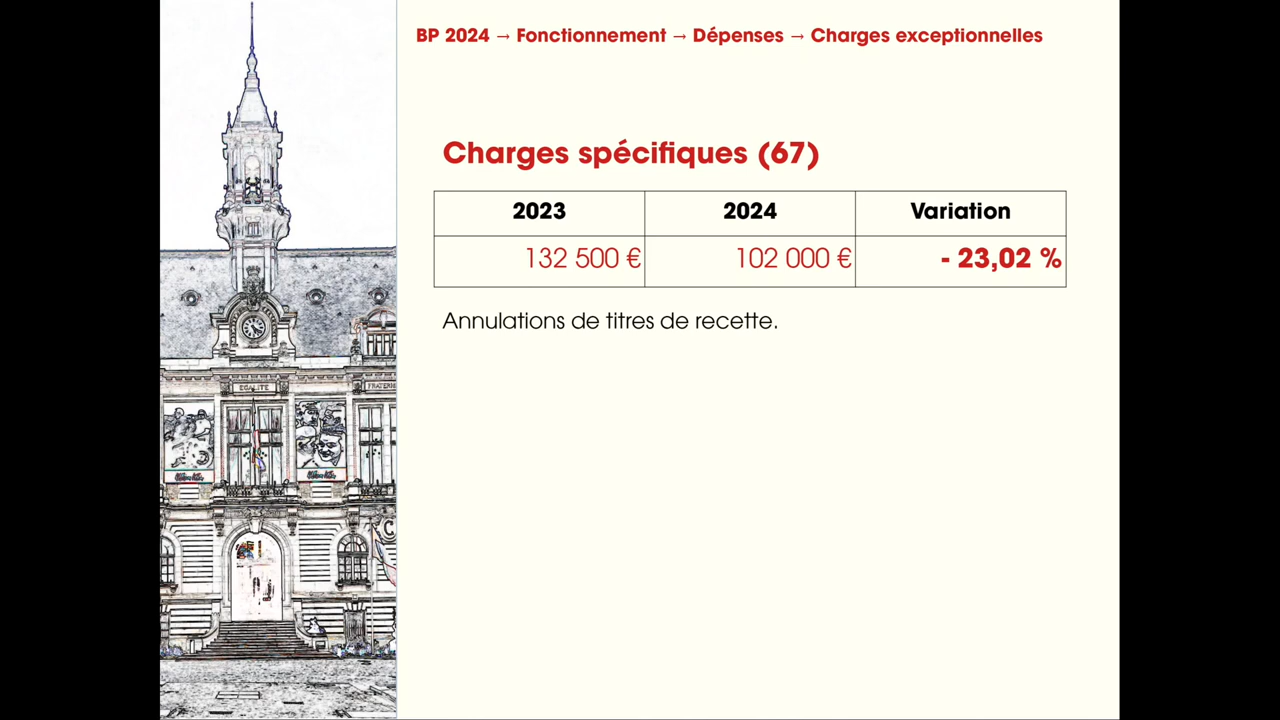 BP 2024 → Fonctionnement → Dépenses → Charges exceptionnelles
Charges spécifiques (67)
2023 2024 Variation
132 500 € 102 000 € - 23,02 %
Annulations de titres de recette.
EGALITE